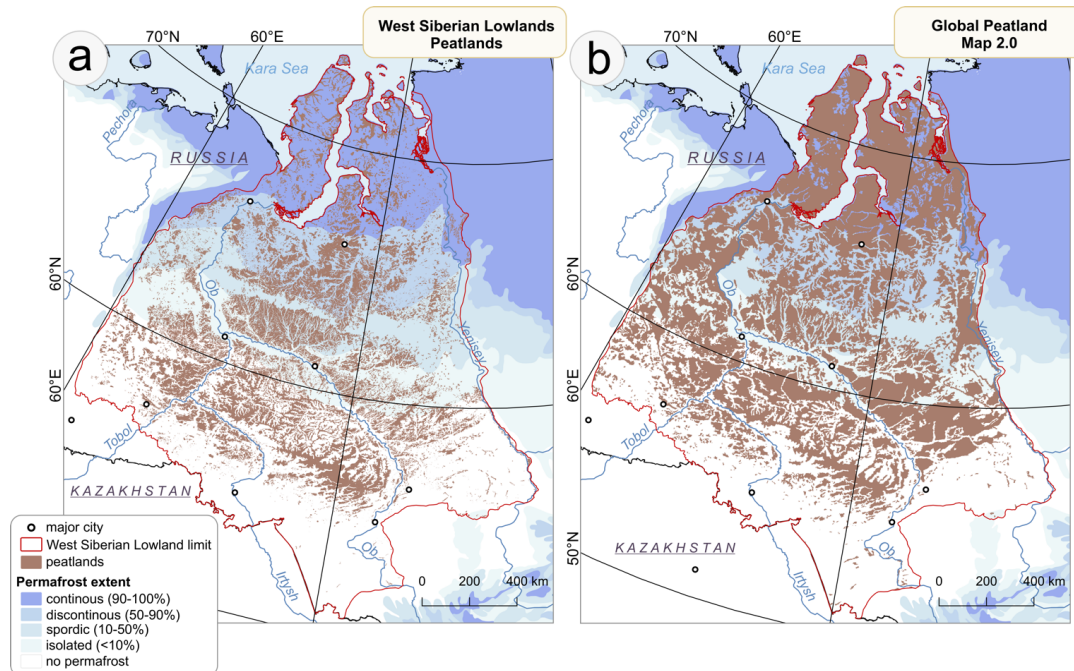 West Siberian Lowlands
Peatlands
Global Peatland
Map 2.0
a
b
70°N
60°E
Kara Sea
Pechora
RUSSIA
60°N
Ob
Yenisey
60°E
Tobol
KAZAKHSTAN
Ob
Irtysh
0 200 400 km
major city
West Siberian Lowland limit
peatlands
Permafrost extent
continous (90-100%)
discontinous (50-90%)
spordic (10-50%)
isolated (<10%)
no permafrost
70°N
60°E
Kara Sea
Pechora
RUSSIA
60°N
Ob
Yenisey
60°E
Tobol
KAZAKHSTAN
50°N
Ob
Irtysh
0 200 400 km